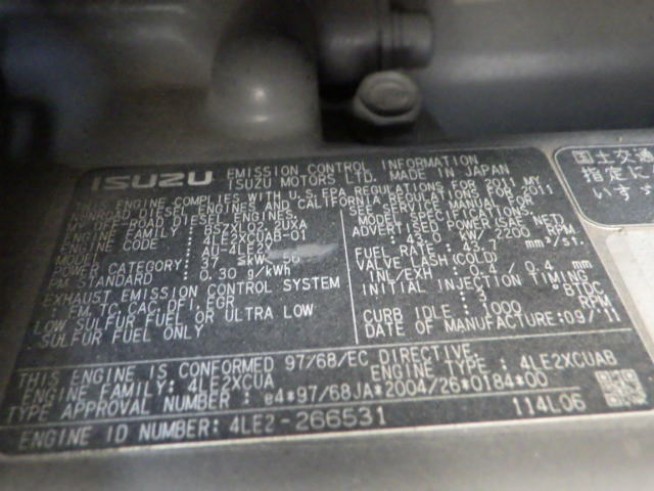 ISUZU EMISSION CONTROL INFORMATION
ISUZU MOTORS LTD. MADE IN JAPAN
THIS ENGINE COMPLIES WITH U.S.EPA REGULATIONS FOR 2011 MY
NONROAD DIESEL ENGINES AND CALIFORNIA REGULATIONS FOR 2011
MY OFF-ROAD DIESEL ENGINES.
ENGINE FAMILY : BSZXL02.2UXA
ENGINE CODE : 4LE2XCUAB-01
MODEL : AU-4LE2X
POWER CATEGORY : 37 ≤kW< 56
PM STANDARD : 0.30 g/kWh
EXHAUST EMISSION CONTROL SYSTEM
: EM, TC, CAC, DFI, EGR
LOW SULFUR FUEL OR ULTRA LOW
SULFUR FUEL ONLY
SEE SERVICE MANUAL FOR
MODEL SPECIFICATIONS.
ADVERTISED POWER(SAE NET)
: 43.0 kW/2200 RPM
FUEL RATE : 43.7 mm³/st.
VALVE LASH(COLD)
INL/EXH : 0.4 / 0.4 mm
INITIAL INJECTION TIMING
: 3 °BTDC
CURB IDLE : 1000 RPM
DATE OF MANUFACTURE:09/'11
THIS ENGINE IS CONFORMED 97/68/EC DIRECTIVE.
ENGINE FAMILY: 4LE2XCUA ENGINE TYPE : 4LE2XCUAB
TYPE APPROVAL NUMBER : e4*97/68JA*2004/26*0184*00
ENGINE ID NUMBER: 4LE2-266531 114L06
国土交通
指定に
いすゞ